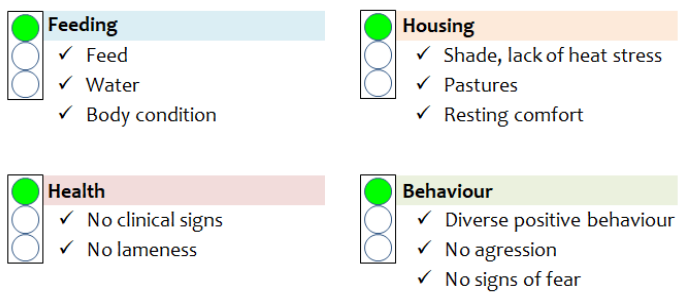 Feeding
✓ Feed
✓ Water
✓ Body condition
Housing
✓ Shade, lack of heat stress
✓ Pastures
✓ Resting comfort
Health
✓ No clinical signs
✓ No lameness
Behaviour
✓ Diverse positive behaviour
✓ No agression
✓ No signs of fear